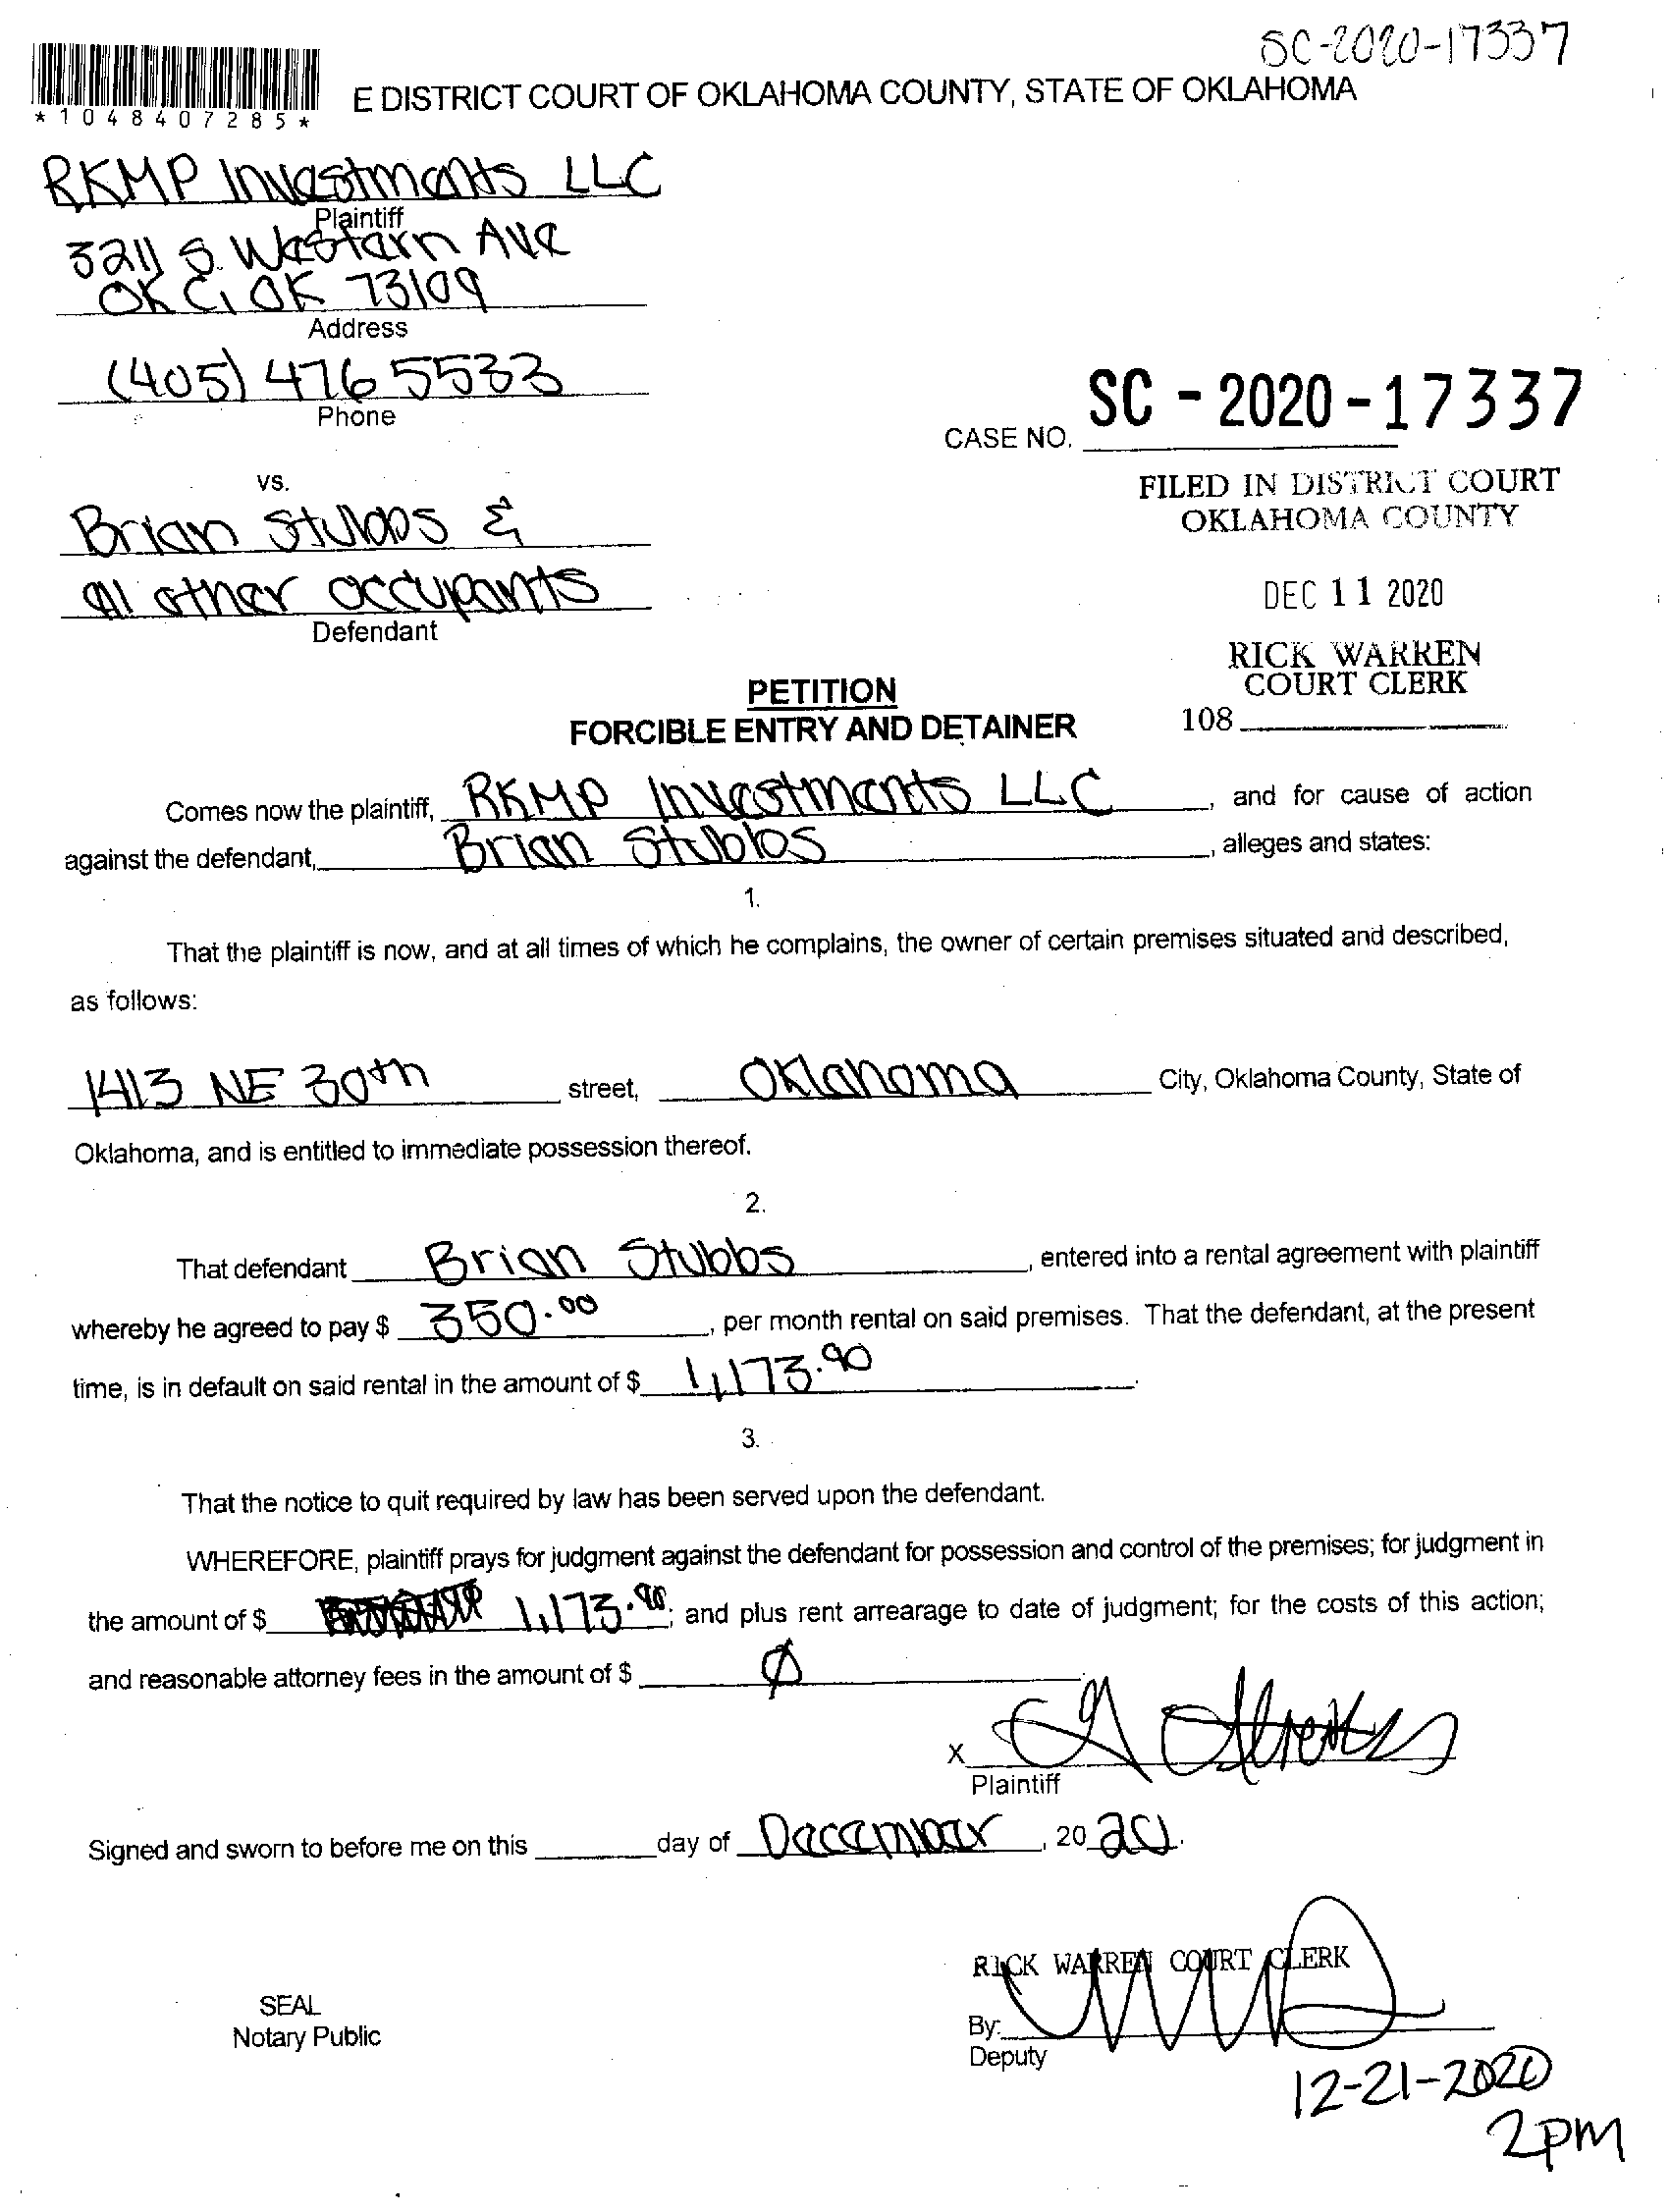 SC-2020-17337
*1048407285*
E DISTRICT COURT OF OKLAHOMA COUNTY, STATE OF OKLAHOMA
RKMP Investments LLC
Plaintiff
3211 S. Western Ave
OKC, OK 73109
Address
(405) 476 5533
Phone
CASE NO. SC-2020-17337
vs.
FILED IN DISTRICT COURT
OKLAHOMA COUNTY
Brian Stubbs &
all other occupants
Defendant
DEC 11 2020
RICK WARREN
COURT CLERK
108
PETITION
FORCIBLE ENTRY AND DETAINER
Comes now the plaintiff, RKMP Investments LLC, and for cause of action
against the defendant, Brian Stubbs, alleges and states:
1.
That the plaintiff is now, and at all times of which he complains, the owner of certain premises situated and described,
as follows:
1413 NE 30th street, Oklahoma City, Oklahoma County, State of
Oklahoma, and is entitled to immediate possession thereof.
2.
That defendant Brian Stubbs, entered into a rental agreement with plaintiff
whereby he agreed to pay $ 350.00, per month rental on said premises. That the defendant, at the present
time, is in default on said rental in the amount of $ 1,173.90.
3.
That the notice to quit required by law has been served upon the defendant.
WHEREFORE, plaintiff prays for judgment against the defendant for possession and control of the premises; for judgment in
the amount of $ 1,173.90; and plus rent arrearage to date of judgment; for the costs of this action;
and reasonable attorney fees in the amount of $ Ø
X
Plaintiff
Signed and sworn to before me on this day of December, 2020.
RICK WARREN COURT CLERK
SEAL
Notary Public
By:
Deputy
12-21-2020
2pm